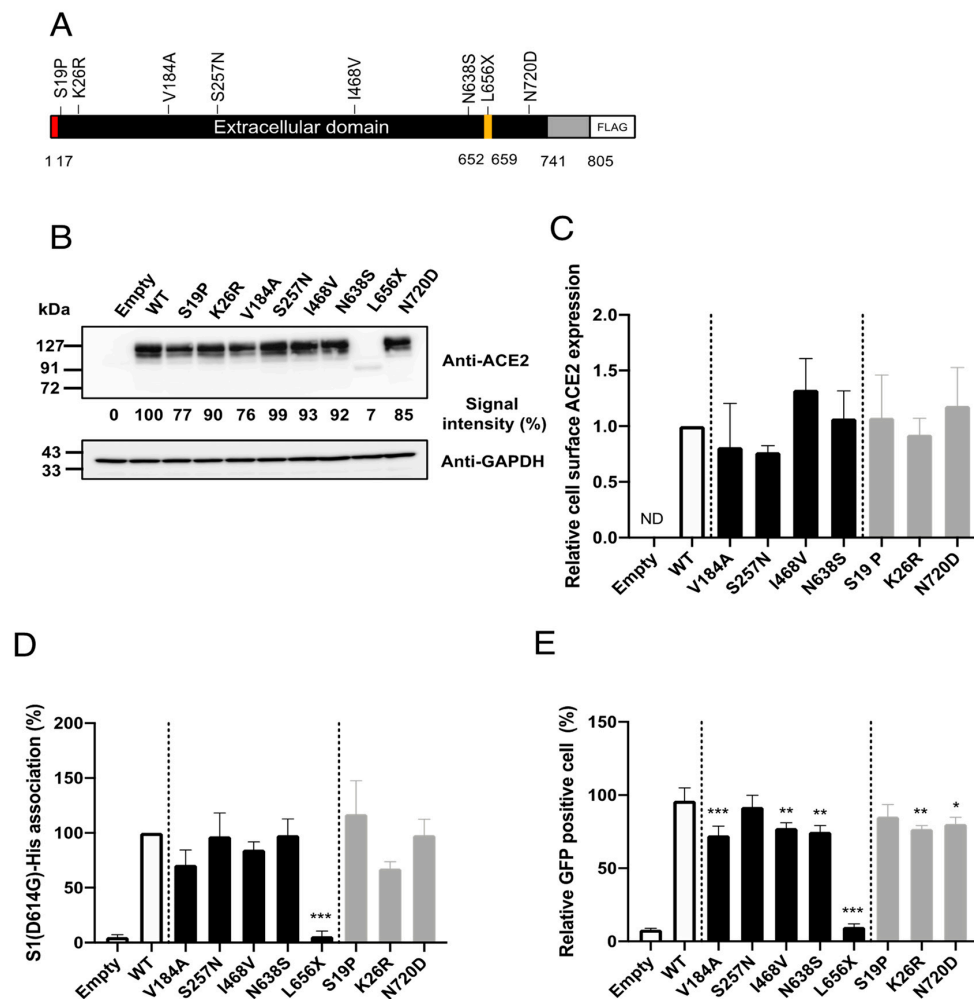 A
S19P K26R V184A S257N I468V N638S L656X N720D
Extracellular domain FLAG
1 17 652 659 741 805
B
kDa Empty WT S19P K26R V184A S257N I468V N638S L656X N720D
127
91
72
Anti-ACE2
0 100 77 90 76 99 93 92 7 85 Signal
intensity (%)
43
33
Anti-GAPDH
C
Relative cell surface ACE2 expression
2.0
1.5
1.0
0.5
0.0
ND
Empty WT V184A S257N I468V N638S S19 P K26R N720D
D
S1(D614G)-His association (%)
200
150
100
50
0
***
Empty WT V184A S257N I468V N638S L656X S19P K26R N720D
E
Relative GFP positive cell (%)
150
100
50
0
*** ** ** *** ** *
Empty WT V184A S257N I468V N638S L656X S19P K26R N720D